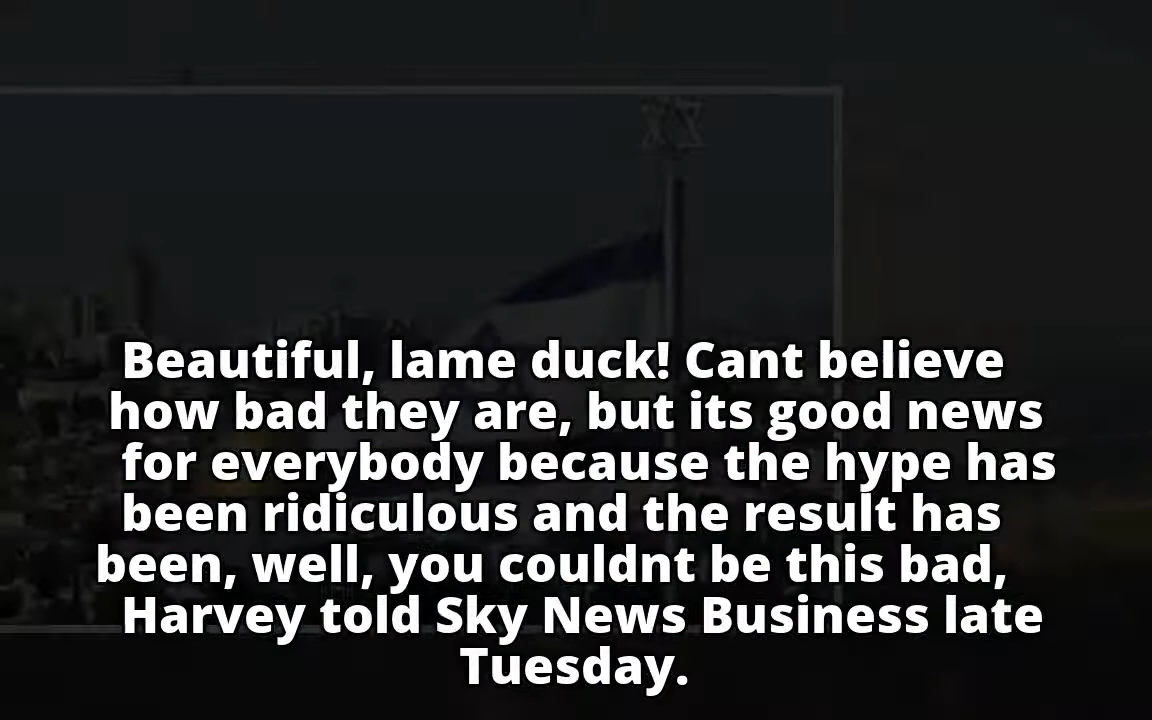 Beautiful, lame duck! Cant believe
how bad they are, but its good news
for everybody because the hype has
been ridiculous and the result has
been, well, you couldnt be this bad,
Harvey told Sky News Business late
Tuesday.